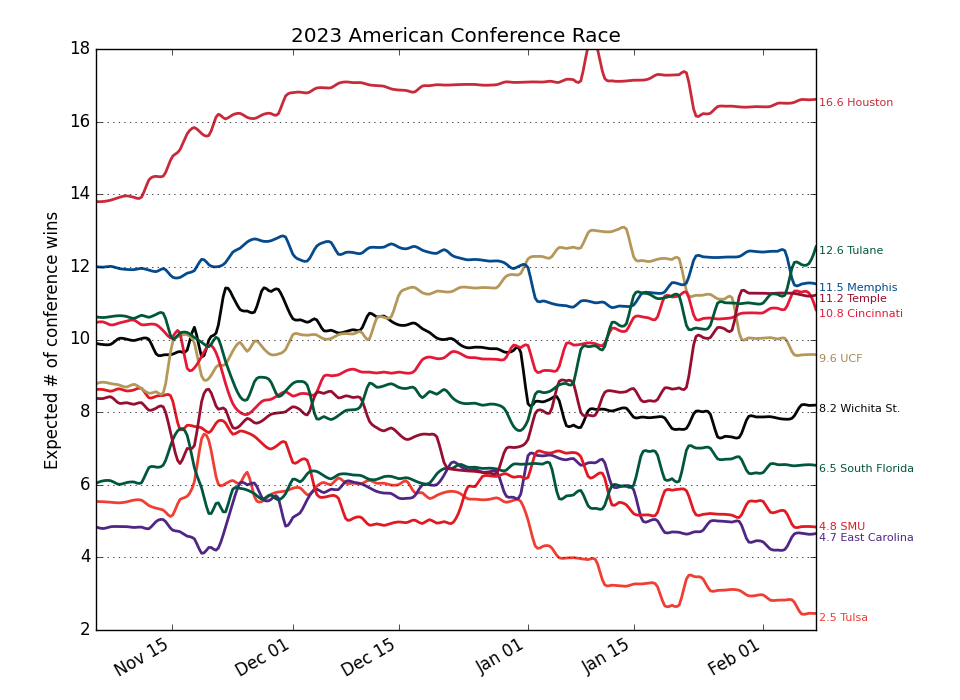 2023 American Conference Race
Expected # of conference wins
18
16
14
12
10
8
6
4
2
16.6 Houston
12.6 Tulane
11.5 Memphis
11.2 Temple
10.8 Cincinnati
9.6 UCF
8.2 Wichita St.
6.5 South Florida
4.8 SMU
4.7 East Carolina
2.5 Tulsa
Nov 15
Dec 01
Dec 15
Jan 01
Jan 15
Feb 01